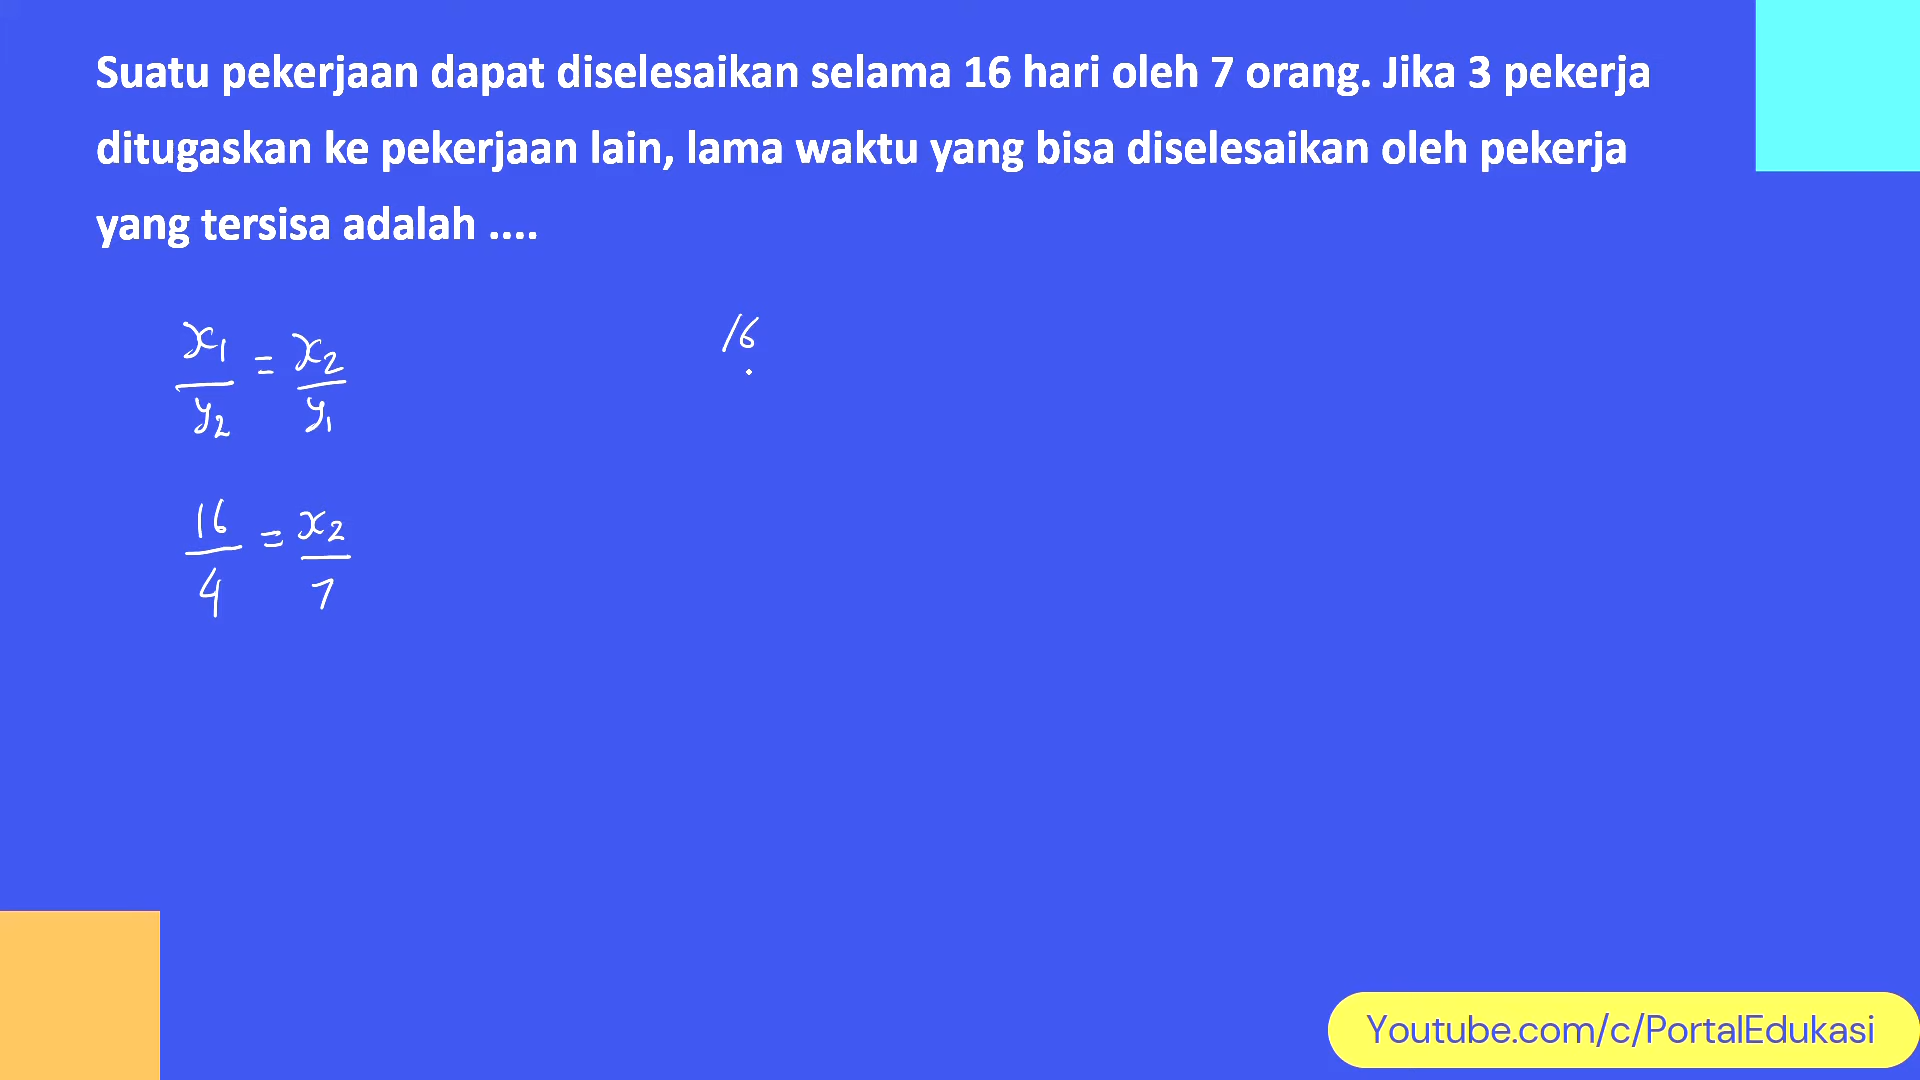 Suatu pekerjaan dapat diselesaikan selama 16 hari oleh 7 orang. Jika 3 pekerja
ditugaskan ke pekerjaan lain, lama waktu yang bisa diselesaikan oleh pekerja
yang tersisa adalah ....
x₁/y₂ = x₂/y₁
16
16/4 = x₂/7
Youtube.com/c/PortalEdukasi